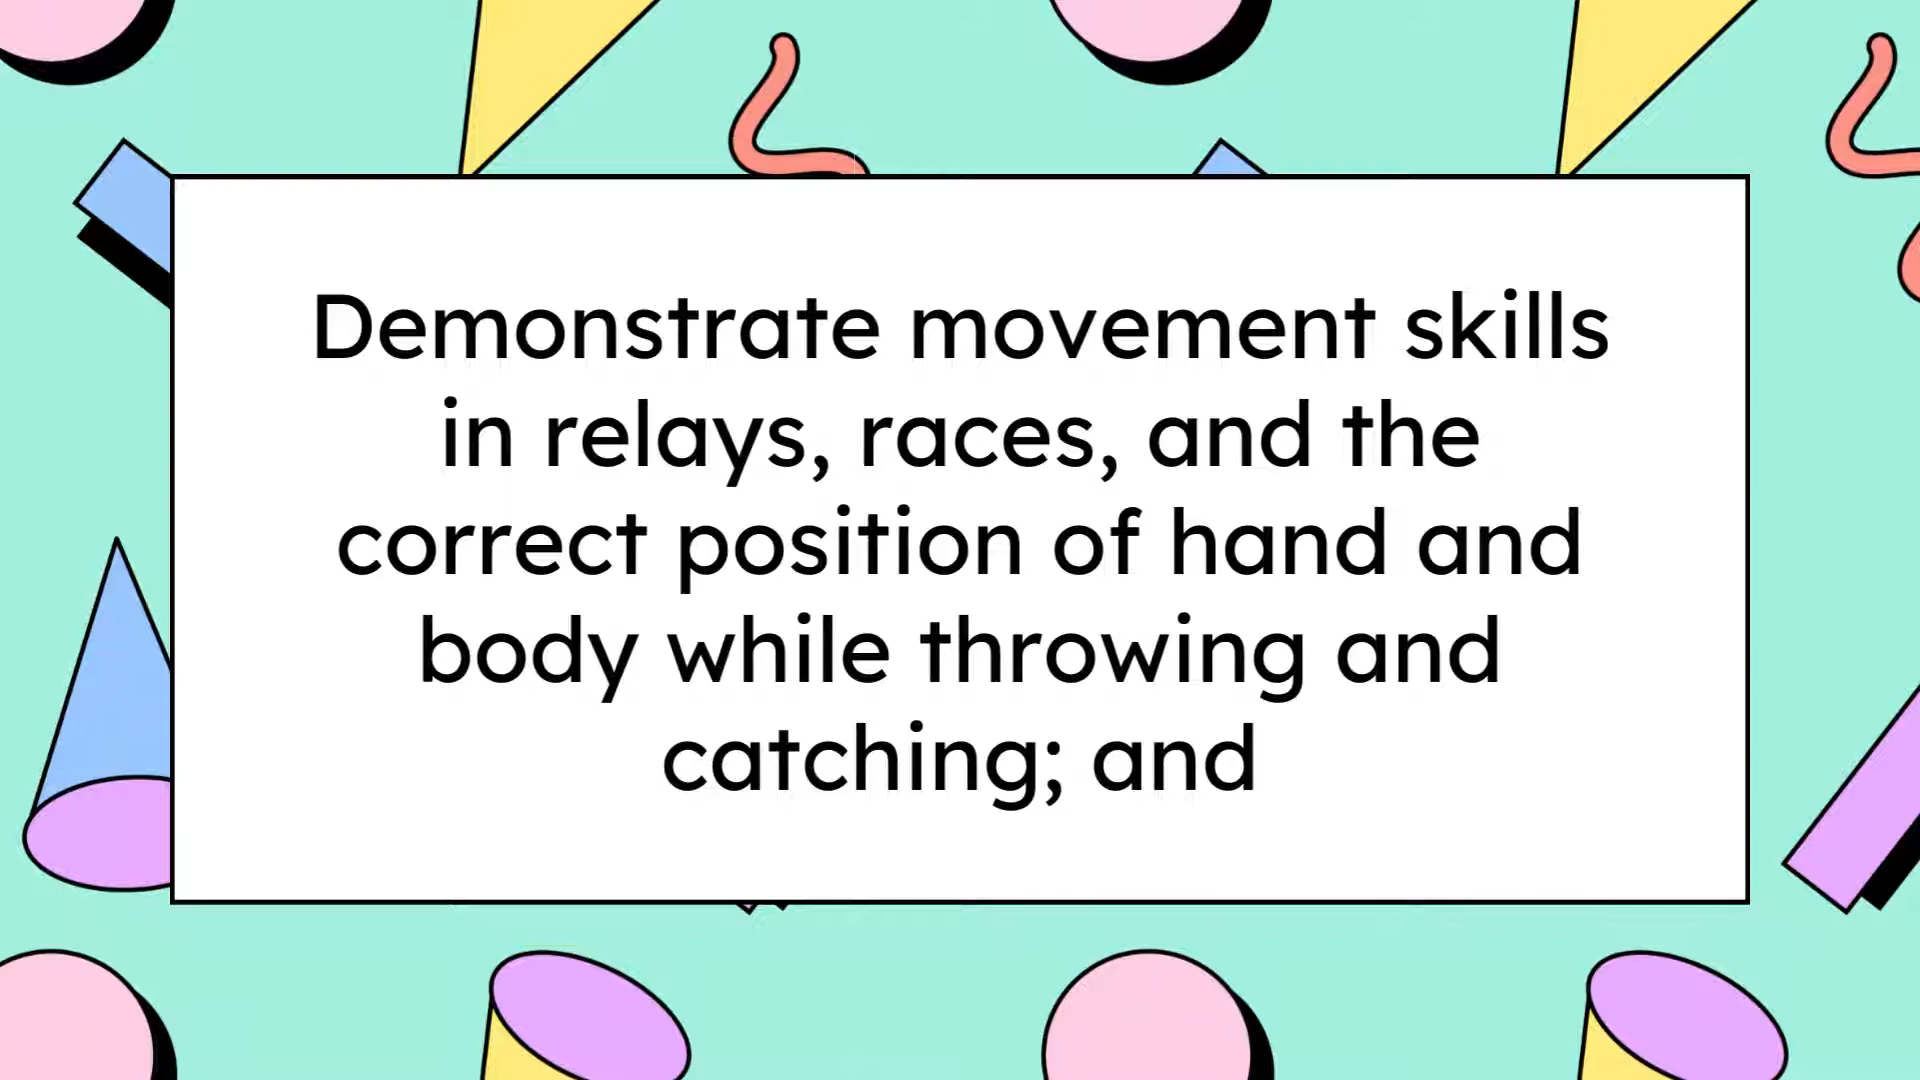 Demonstrate movement skills
in relays, races, and the
correct position of hand and
body while throwing and
catching; and